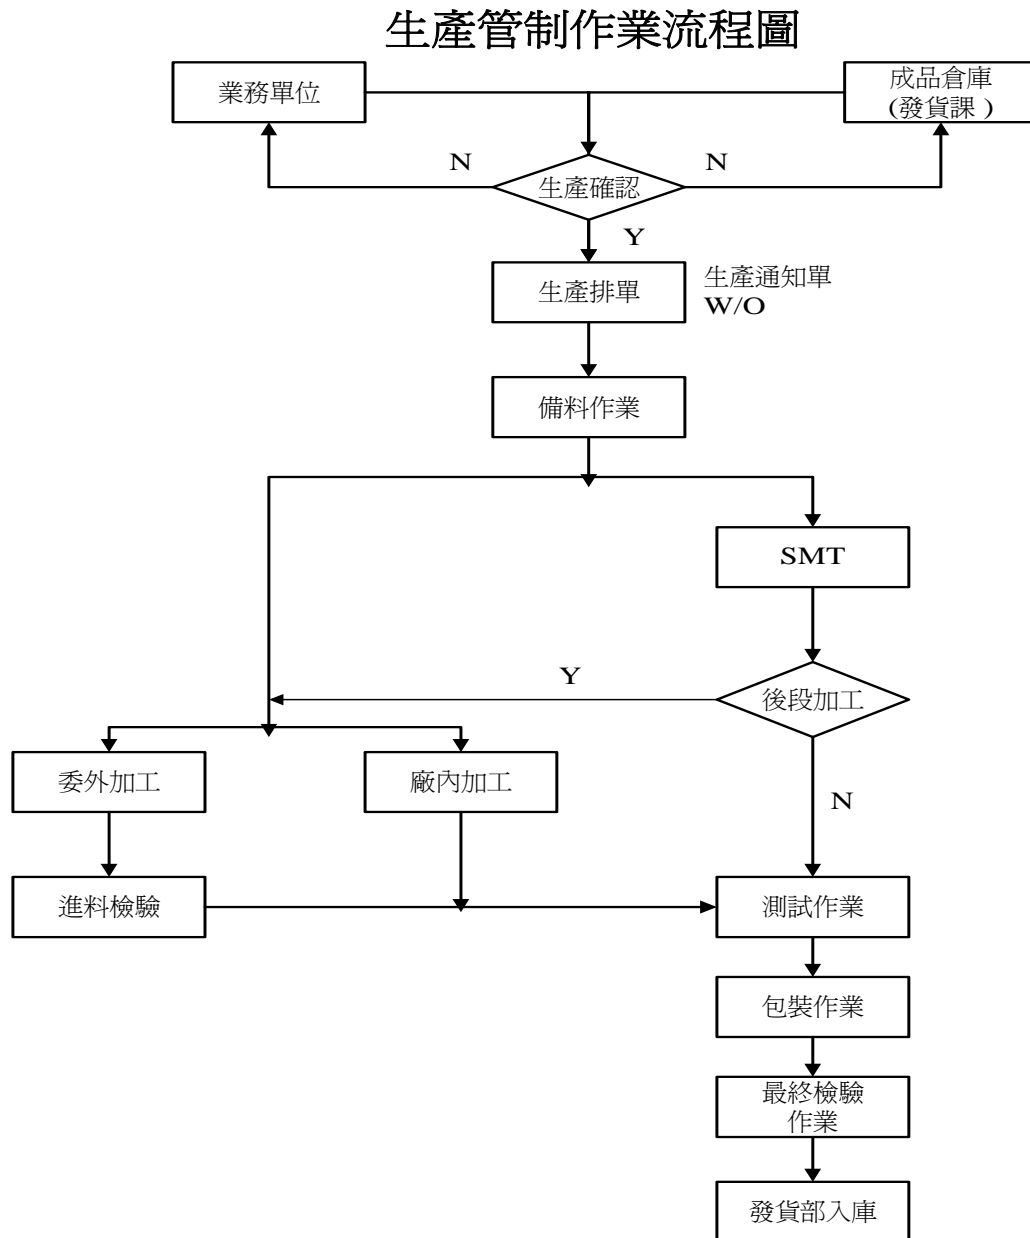 生產管制作業流程圖
業務單位
成品倉庫
(發貨課 )
N
N
生產確認
Y
生產排單
生產通知單
W/O
備料作業
SMT
Y
後段加工
委外加工
廠內加工
N
進料檢驗
測試作業
包裝作業
最終檢驗
作業
發貨部入庫